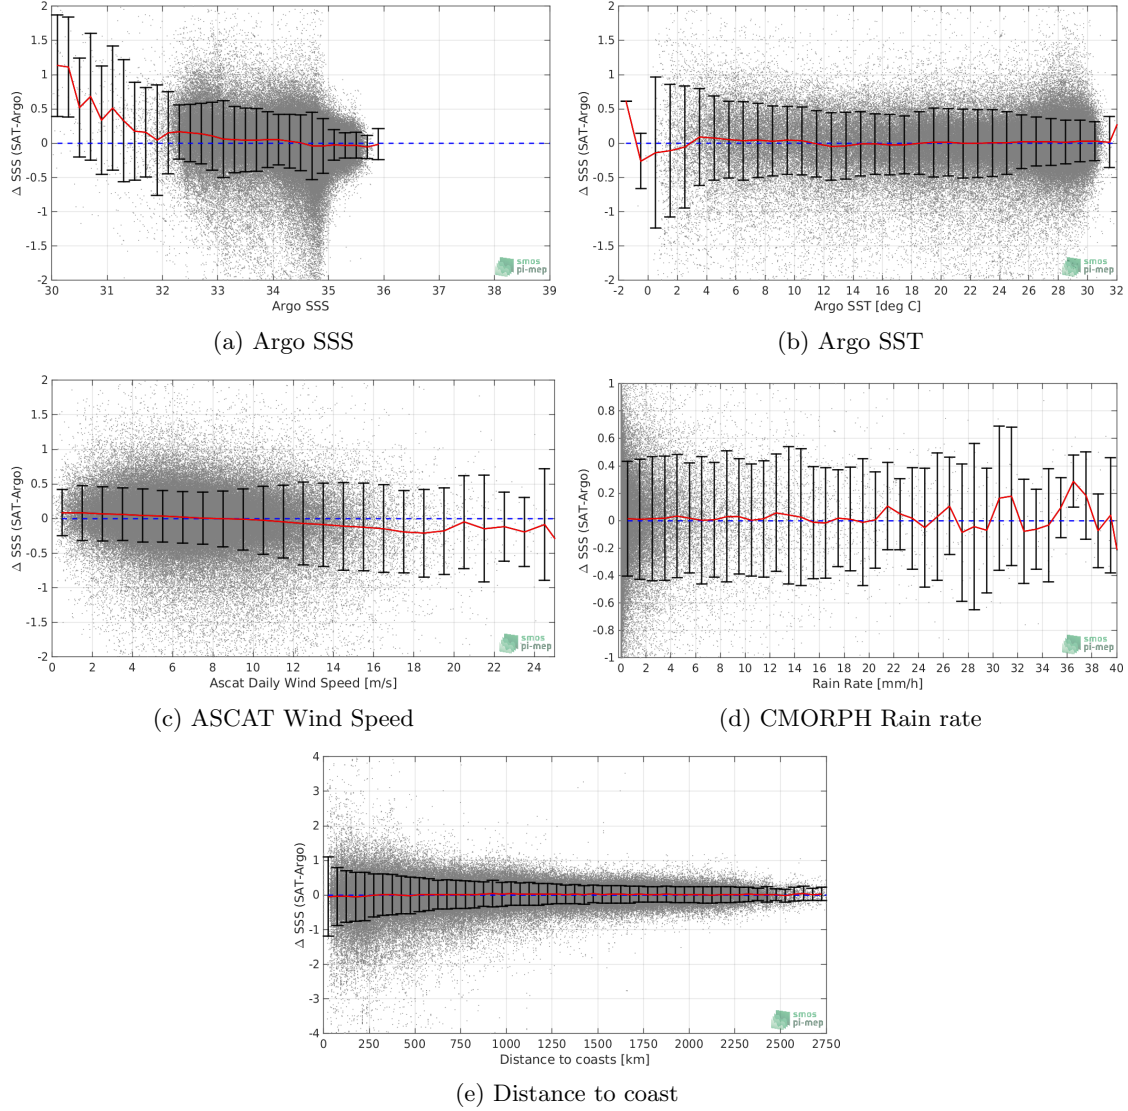 2
1.5
1
0.5
0
-0.5
-1
-1.5
-2
Δ SSS (SAT-Argo)
30 31 32 33 34 35 36 37 38 39
Argo SSS
smos
pi-mep
(a) Argo SSS
2
1.5
1
0.5
0
-0.5
-1
-1.5
-2
Δ SSS (SAT-Argo)
-2 0 2 4 6 8 10 12 14 16 18 20 22 24 26 28 30 32
Argo SST [deg C]
smos
pi-mep
(b) Argo SST
2
1.5
1
0.5
0
-0.5
-1
-1.5
-2
Δ SSS (SAT-Argo)
0 2 4 6 8 10 12 14 16 18 20 22 24
Ascat Daily Wind Speed [m/s]
smos
pi-mep
(c) ASCAT Wind Speed
1
0.8
0.6
0.4
0.2
0
-0.2
-0.4
-0.6
-0.8
-1
Δ SSS (SAT-Argo)
0 2 4 6 8 10 12 14 16 18 20 22 24 26 28 30 32 34 36 38 40
Rain Rate [mm/h]
smos
pi-mep
(d) CMORPH Rain rate
4
3
2
1
0
-1
-2
-3
-4
Δ SSS (SAT-Argo)
0 250 500 750 1000 1250 1500 1750 2000 2250 2500 2750
Distance to coasts [km]
smos
pi-mep
(e) Distance to coast